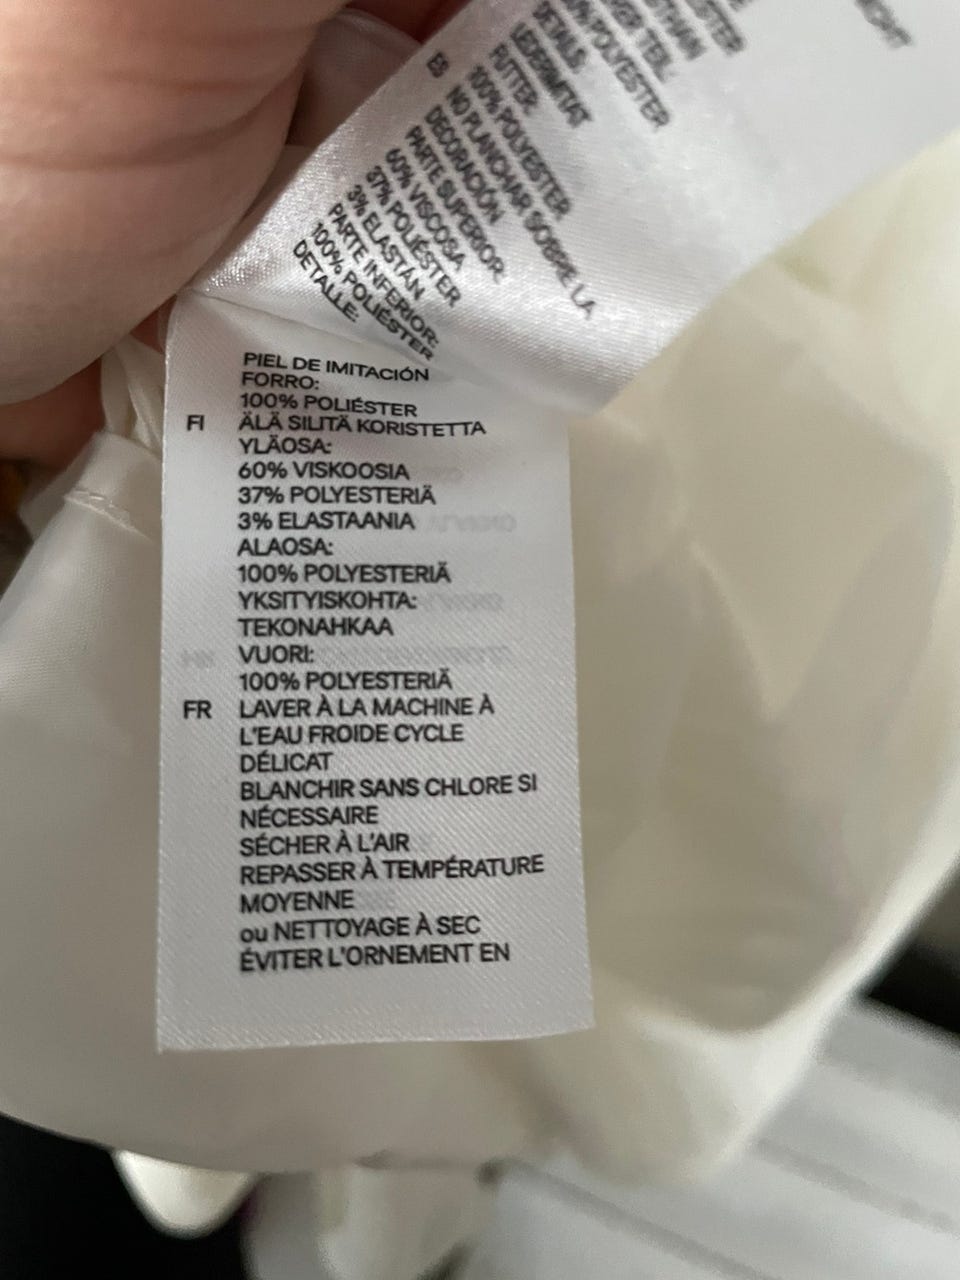 DETAILS:
LEDERIMITAT
FUTTER:
100% POLYESTER
ES NO PLANCHAR SOBRE LA
DECORACIÓN
PARTE SUPERIOR:
60% VISCOSA
37% POLIÉSTER
3% ELASTÁN
PARTE INFERIOR:
100% POLIÉSTER
DETALLE:
PIEL DE IMITACIÓN
FORRO:
100% POLIÉSTER
FI ÄLÄ SILITÄ KORISTETTA
YLÄOSA:
60% VISKOOSIA
37% POLYESTERIÄ
3% ELASTAANIA
ALAOSA:
100% POLYESTERIÄ
YKSITYISKOHTA:
TEKONAHKAA
VUORI:
100% POLYESTERIÄ
FR LAVER À LA MACHINE À
L'EAU FROIDE CYCLE
DÉLICAT
BLANCHIR SANS CHLORE SI
NÉCESSAIRE
SÉCHER À L'AIR
REPASSER À TEMPÉRATURE
MOYENNE
ou NETTOYAGE À SEC
ÉVITER L'ORNEMENT EN